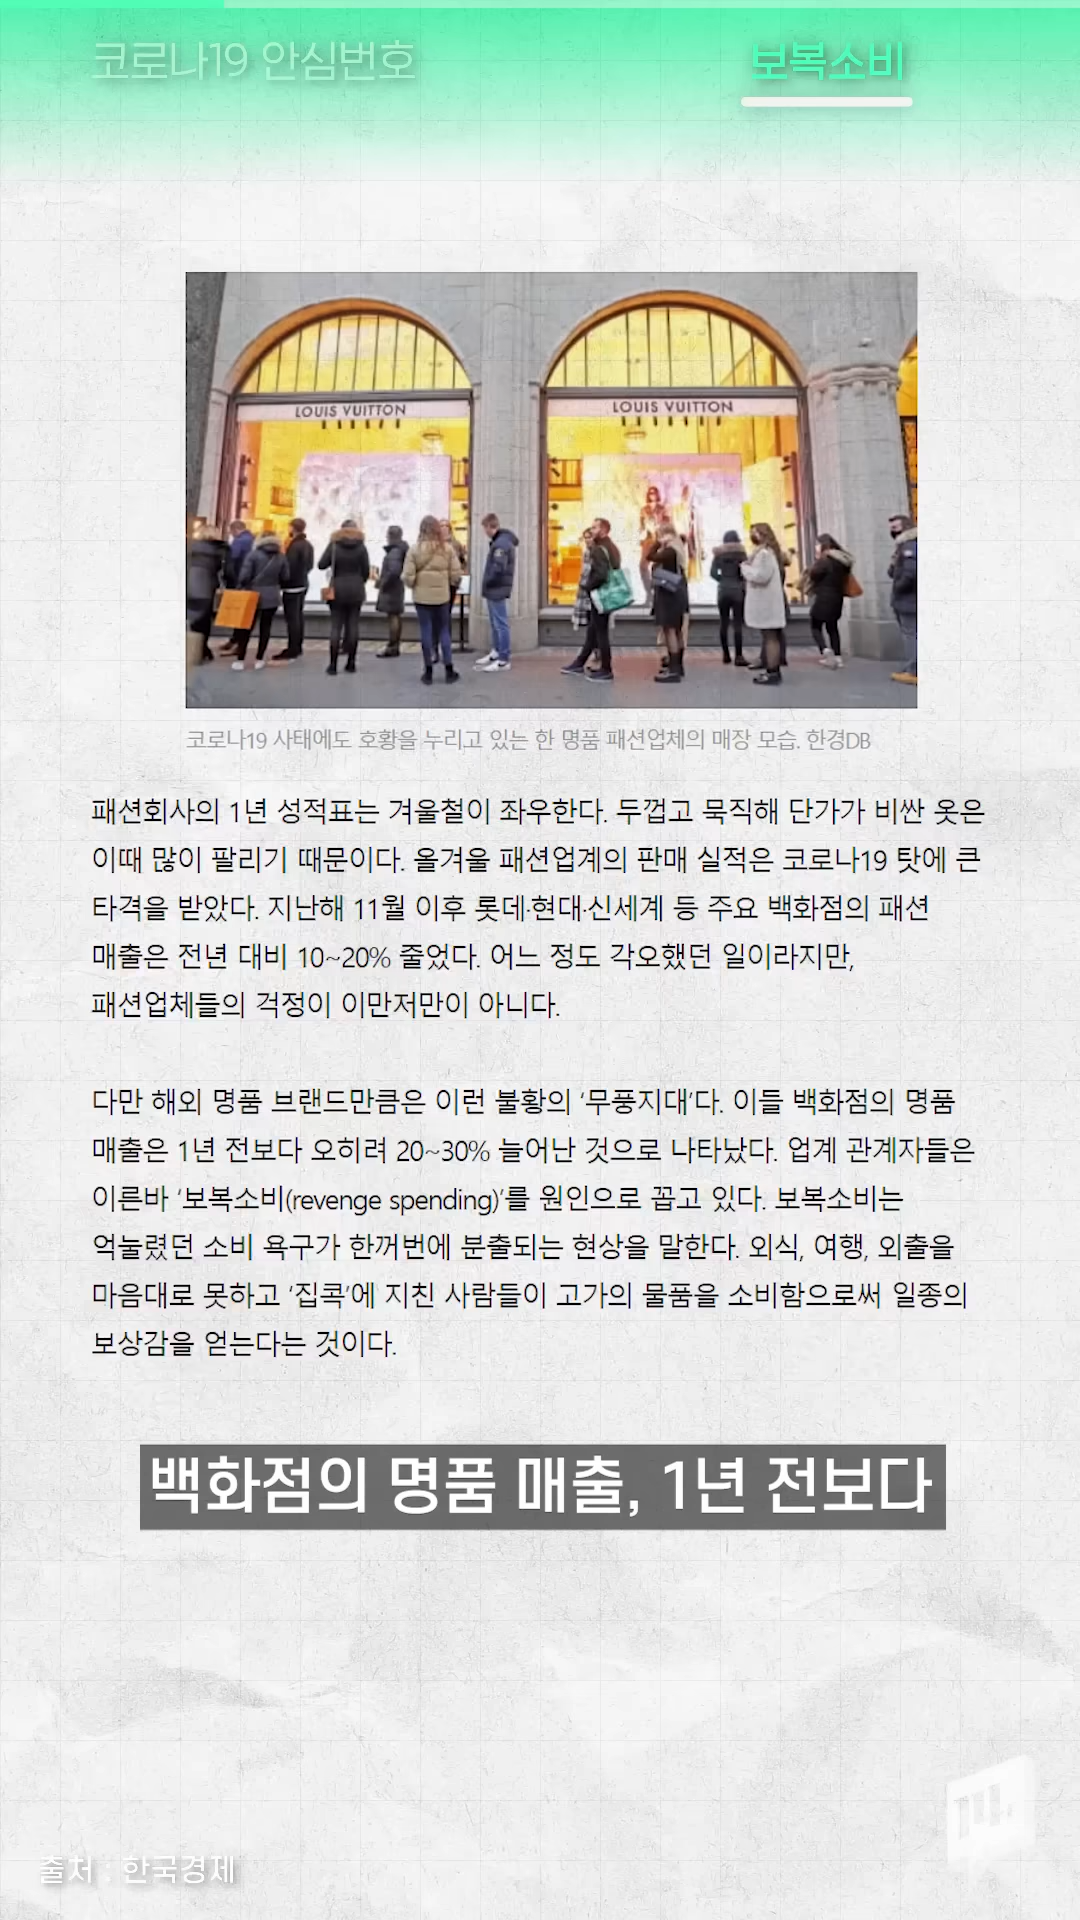 코로나19 안심번호
보복소비
LOUIS VUITTON
LOUIS VUITTON
코로나19 사태에도 호황을 누리고 있는 한 명품 패션업체의 매장 모습. 한경DB
패션회사의 1년 성적표는 겨울철이 좌우한다. 두껍고 묵직해 단가가 비싼 옷은
이때 많이 팔리기 때문이다. 올겨울 패션업계의 판매 실적은 코로나19 탓에 큰
타격을 받았다. 지난해 11월 이후 롯데·현대·신세계 등 주요 백화점의 패션
매출은 전년 대비 10~20% 줄었다. 어느 정도 각오했던 일이라지만,
패션업체들의 걱정이 이만저만이 아니다.
다만 해외 명품 브랜드만큼은 이런 불황의 ‘무풍지대’다. 이들 백화점의 명품
매출은 1년 전보다 오히려 20~30% 늘어난 것으로 나타났다. 업계 관계자들은
이른바 ‘보복소비(revenge spending)’를 원인으로 꼽고 있다. 보복소비는
억눌렸던 소비 욕구가 한꺼번에 분출되는 현상을 말한다. 외식, 여행, 외출을
마음대로 못하고 ‘집콕’에 지친 사람들이 고가의 물품을 소비함으로써 일종의
보상감을 얻는다는 것이다.
백화점의 명품 매출, 1년 전보다
출처 : 한국경제